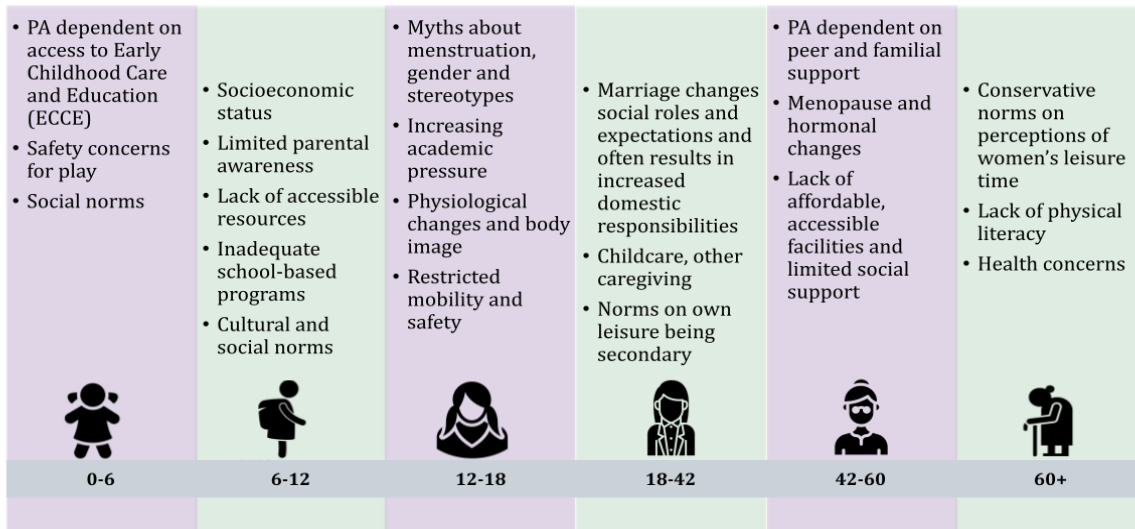 • PA dependent on
access to Early
Childhood Care
and Education
(ECCE)
• Safety concerns
for play
• Social norms
• Socioeconomic
status
• Limited parental
awareness
• Lack of accessible
resources
• Inadequate
school-based
programs
• Cultural and
social norms
• Myths about
menstruation,
gender and
stereotypes
• Increasing
academic
pressure
• Physiological
changes and body
image
• Restricted
mobility and
safety
• Marriage changes
social roles and
expectations and
often results in
increased
domestic
responsibilities
• Childcare, other
caregiving
• Norms on own
leisure being
secondary
• PA dependent on
peer and familial
support
• Menopause and
hormonal
changes
• Lack of
affordable,
accessible
facilities and
limited social
support
• Conservative
norms on
perceptions of
women’s leisure
time
• Lack of physical
literacy
• Health concerns
0-6
6-12
12-18
18-42
42-60
60+